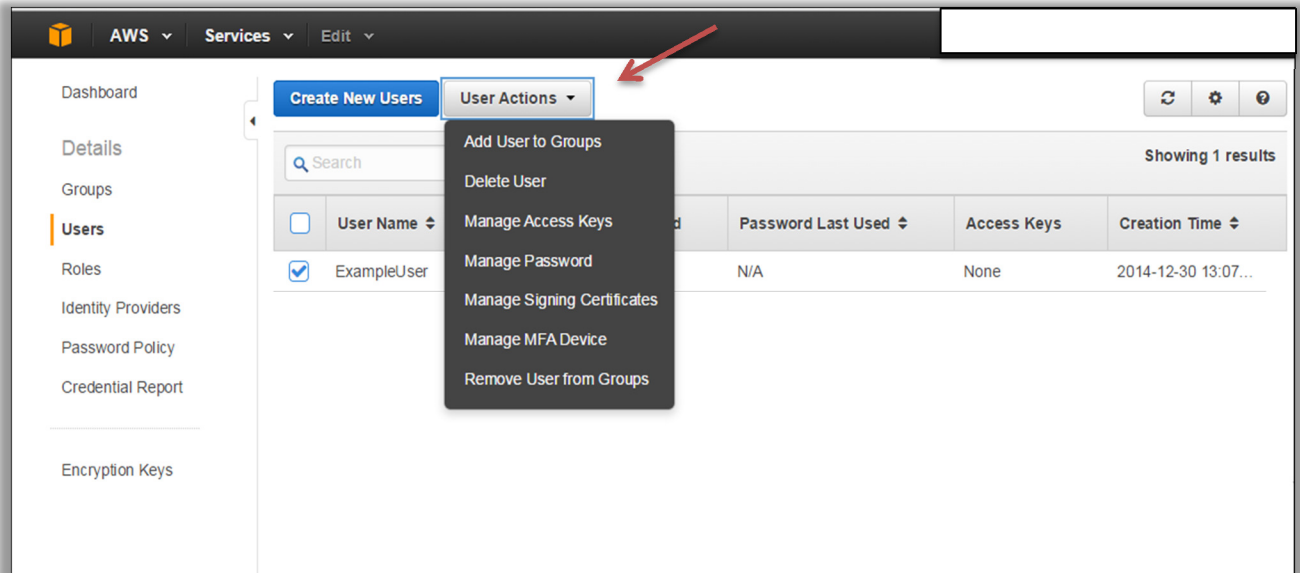 AWS Services Edit
Dashboard
Details
Groups
Users
Roles
Identity Providers
Password Policy
Credential Report
Encryption Keys
Create New Users User Actions
Add User to Groups
Delete User
Manage Access Keys
Manage Password
Manage Signing Certificates
Manage MFA Device
Remove User from Groups
Search
Showing 1 results
User Name d Password Last Used Access Keys Creation Time
ExampleUser N/A None 2014-12-30 13:07...